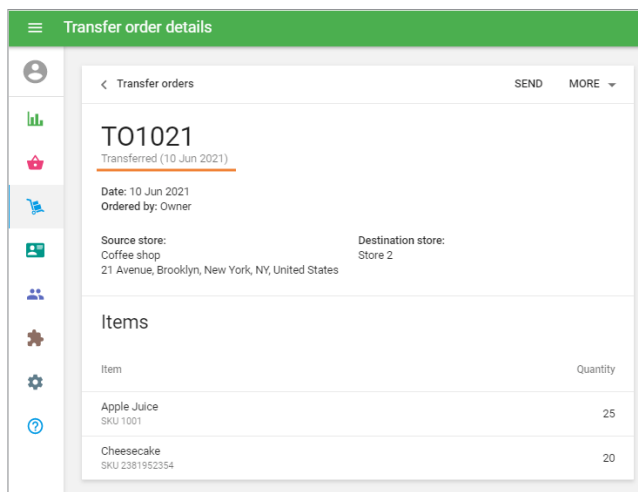 Transfer order details
Transfer orders
SEND
MORE
TO1021
Transferred (10 Jun 2021)
Date: 10 Jun 2021
Ordered by: Owner
Source store:
Coffee shop
21 Avenue, Brooklyn, New York, NY, United States
Destination store:
Store 2
Items
Item
Quantity
Apple Juice
SKU 1001
25
Cheesecake
SKU 2381952354
20